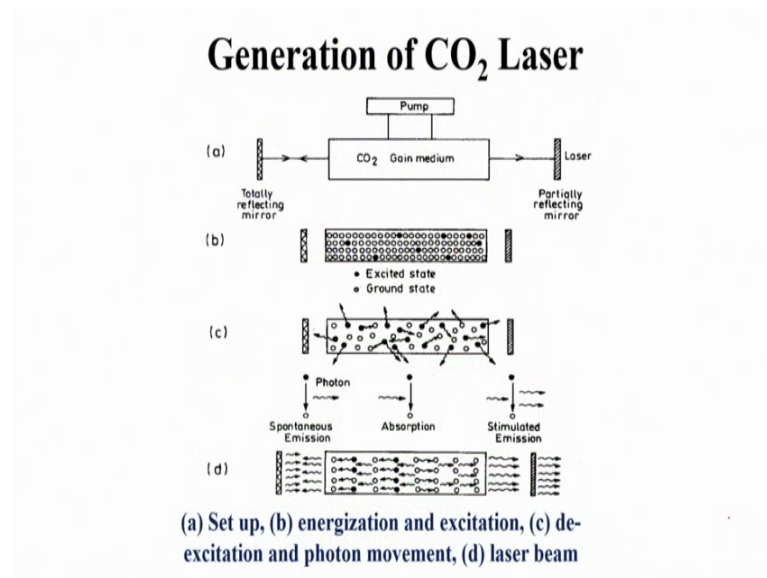 Generation of CO₂ Laser
Pump
(a)
CO₂ Gain medium
Laser
Totally
reflecting
mirror
Partially
reflecting
mirror
(b)
• Excited state
∘ Ground state
(c)
Photon
Spontaneous
Emission
Absorption
Stimulated
Emission
(d)
(a) Set up, (b) energization and excitation, (c) de-
excitation and photon movement, (d) laser beam